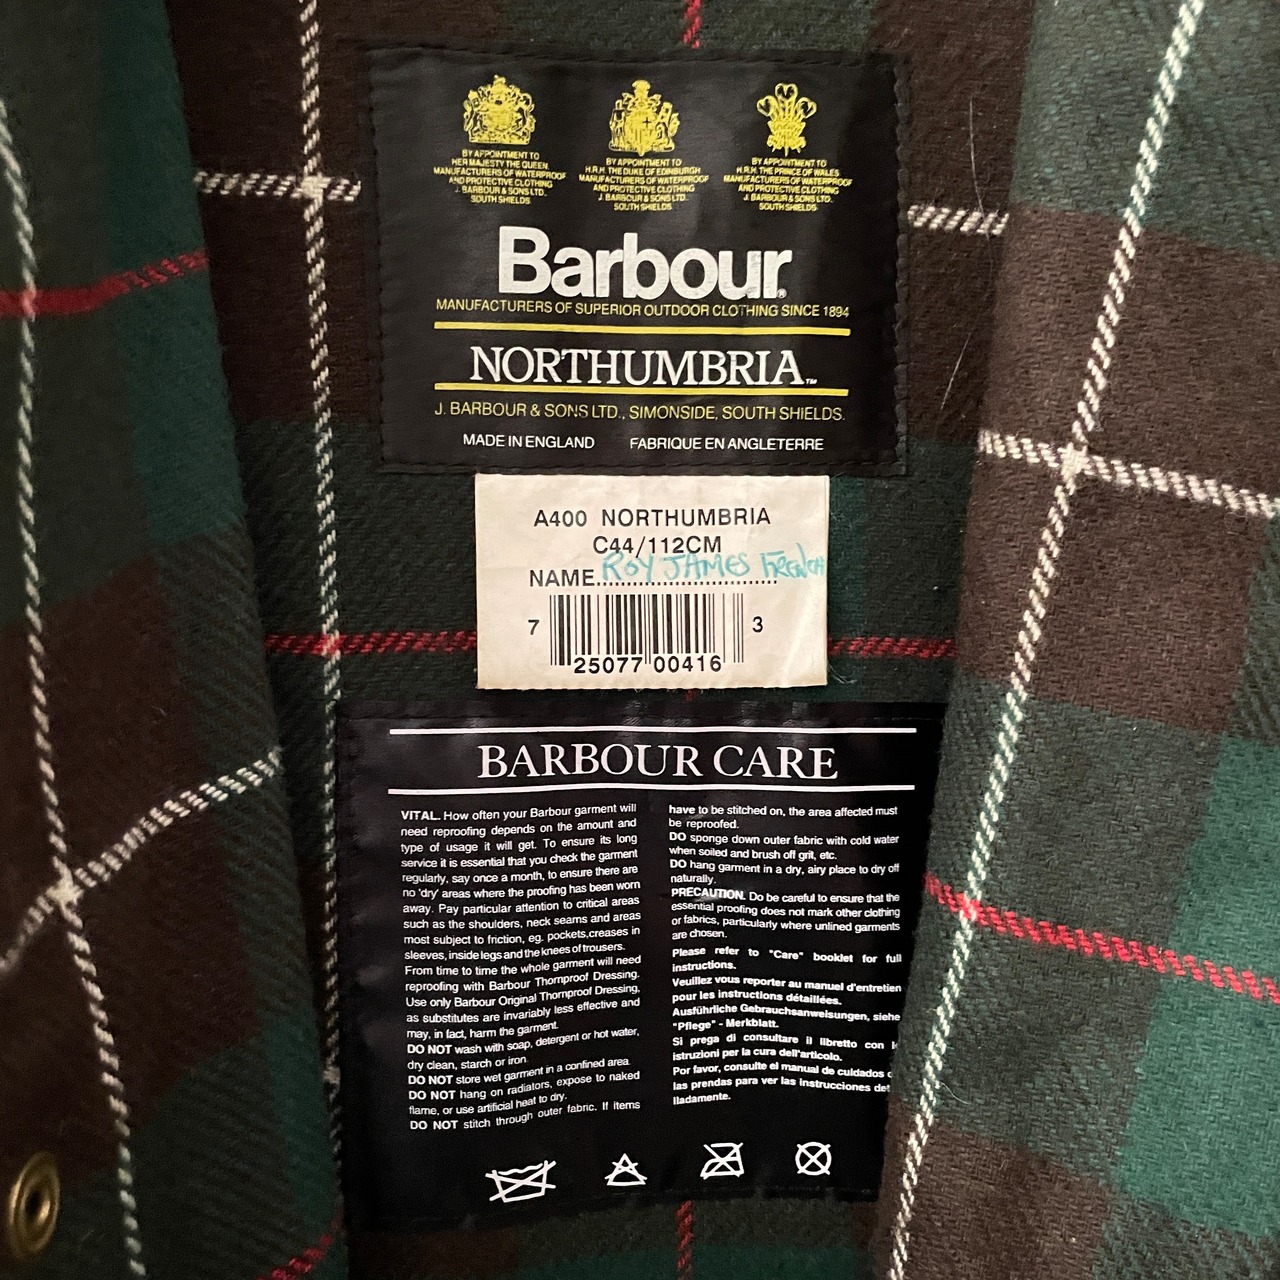 BY APPOINTMENT TO
HER MAJESTY THE QUEEN
MANUFACTURERS OF WATERPROOF
AND PROTECTIVE CLOTHING
J. BARBOUR & SONS LTD.
SOUTH SHIELDS
BY APPOINTMENT TO
H.R.H. THE DUKE OF EDINBURGH
MANUFACTURERS OF WATERPROOF
AND PROTECTIVE CLOTHING
J. BARBOUR & SONS LTD.
SOUTH SHIELDS
BY APPOINTMENT TO
H.R.H. THE PRINCE OF WALES
MANUFACTURERS OF WATERPROOF
AND PROTECTIVE CLOTHING
J. BARBOUR & SONS LTD.
SOUTH SHIELDS
Barbour®
MANUFACTURERS OF SUPERIOR OUTDOOR CLOTHING SINCE 1894
NORTHUMBRIA™
J. BARBOUR & SONS LTD., SIMONSIDE, SOUTH SHIELDS.
MADE IN ENGLAND FABRIQUE EN ANGLETERRE
A400 NORTHUMBRIA
C44/112CM
NAME.............................. ROY JAMES
7 25077 00416 3
BARBOUR CARE
VITAL. How often your Barbour garment will
need reproofing depends on the amount and
type of usage it will get. To ensure its long
service it is essential that you check the garment
regularly, say once a month, to ensure there are
no 'dry' areas where the proofing has been worn
away. Pay particular attention to critical areas
such as the shoulders, neck seams and areas
most subject to friction, eg. pockets,creases in
sleeves, inside legs and the knees of trousers.
From time to time the whole garment will need
reproofing with Barbour Thornproof Dressing.
Use only Barbour Original Thornproof Dressing,
as substitutes are invariably less effective and
may, in fact, harm the garment.
DO NOT wash with soap, detergent or hot water,
dry clean, starch or iron.
DO NOT store wet garment in a confined area.
DO NOT hang on radiators, expose to naked
flame, or use artificial heat to dry.
DO NOT stitch through outer fabric. If items
have to be stitched on, the area affected must
be reproofed.
DO sponge down outer fabric with cold water
when soiled and brush off grit, etc.
DO hang garment in a dry, airy place to dry off
naturally.
PRECAUTION. Do be careful to ensure that the
essential proofing does not mark other clothing
or fabrics, particularly where unlined garments
are chosen.
Please refer to "Care" booklet for full
instructions.
Veuillez vous reporter au manuel d'entretien
pour les instructions détaillées.
Ausführliche Gebrauchsanweisungen, siehe
"Pflege" - Merkblatt.
Si prega di consultare il libretto con l
istruzioni per la cura dell'articolo.
Por favor, consulte el manual de cuidados
las prendas para ver las instrucciones det
lladamente.